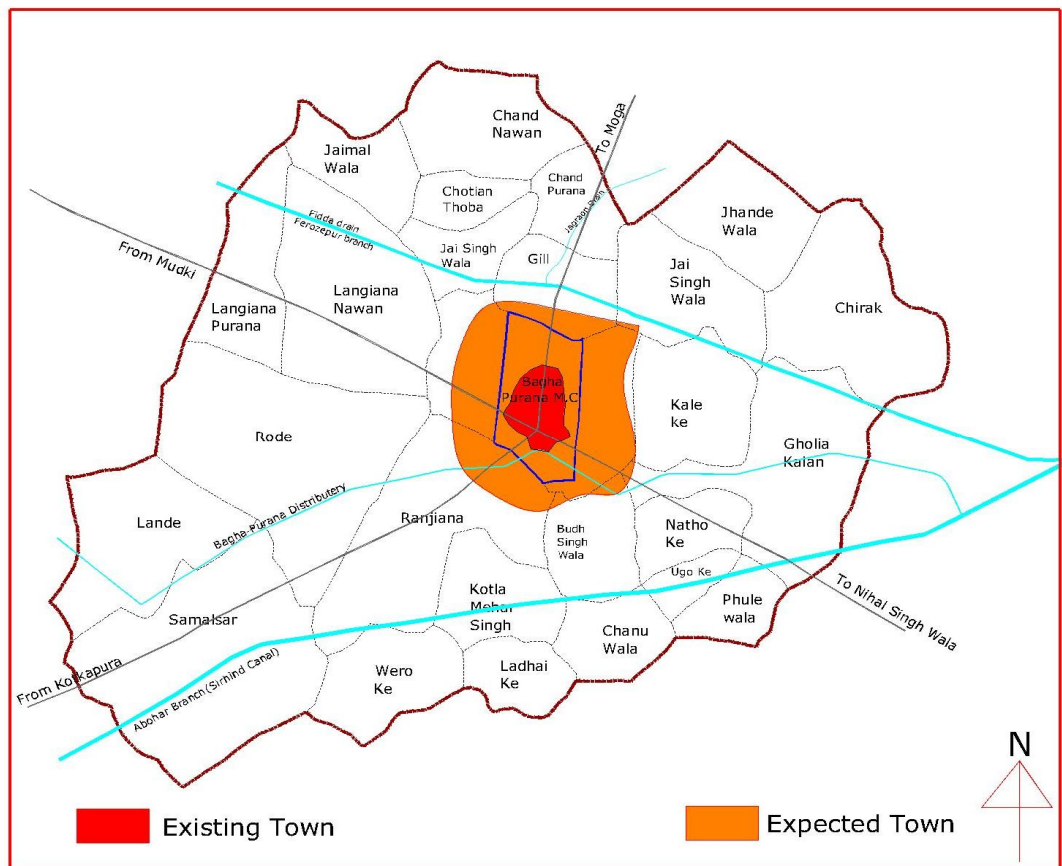 Chand
Nawan
To Moga
Jaimal
Wala
Chand
Purana
Chotian
Thoba
Jagraon Drain
Jhande
Wala
Fidda drain
Ferozepur branch
Jai Singh
Wala
Gill
Jai
Singh
Wala
From Mudki
Langiana
Nawan
Langiana
Purana
Chirak
Bagha
Purana M.C
Kale
ke
Rode
Gholia
Kalan
Lande
Bagha-Purana Distributery
Ranjiana
Budh
Singh
Wala
Natho
Ke
Ugo Ke
To Nihal Singh Wala
Kotla
Mehar
Singh
Phule
wala
Samalsar
Chanu
Wala
From Kotkapura
Abohar Branch(Sirhind Canal)
Wero
Ke
Ladhai
Ke
N
Existing Town
Expected Town